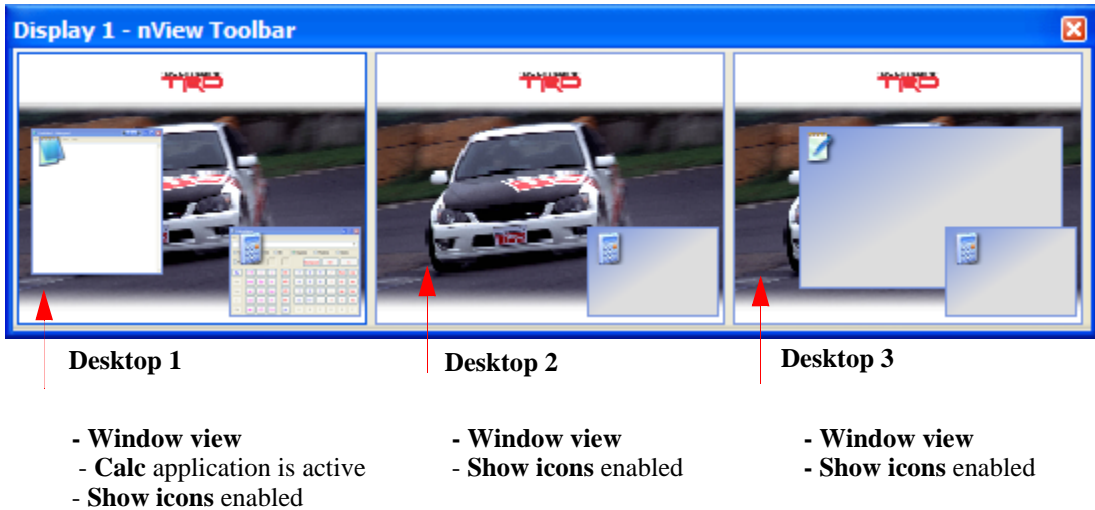 Display 1 - nView Toolbar
TRD TRD TRD
Desktop 1
Desktop 2
Desktop 3
- Window view
- Calc application is active
- Show icons enabled
- Window view
- Show icons enabled
- Window view
- Show icons enabled